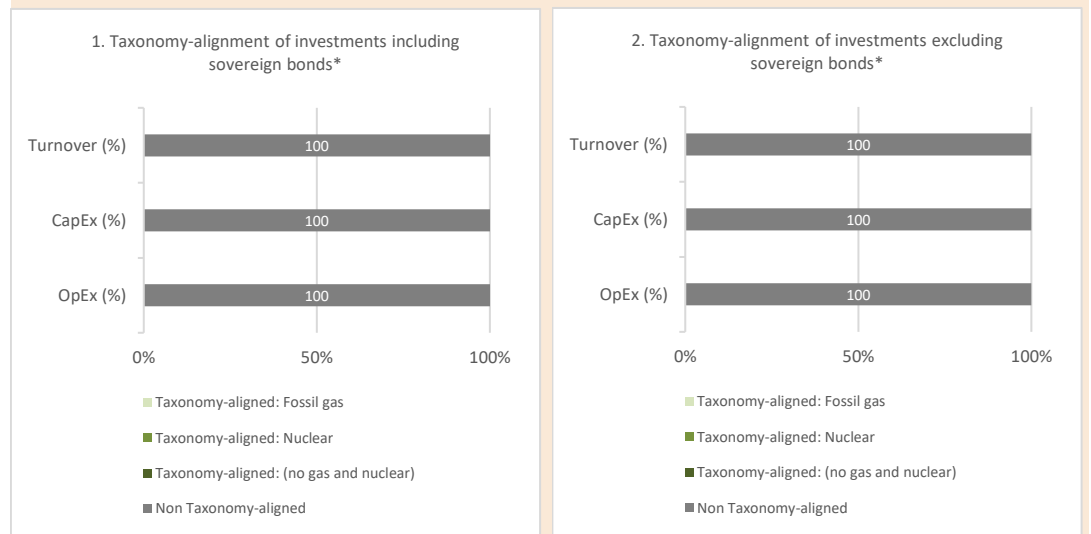 1. Taxonomy-alignment of investments including
sovereign bonds*
Turnover (%)
100
CapEx (%)
100
OpEx (%)
100
0%
50%
100%
Taxonomy-aligned: Fossil gas
Taxonomy-aligned: Nuclear
Taxonomy-aligned: (no gas and nuclear)
Non Taxonomy-aligned
2. Taxonomy-alignment of investments excluding
sovereign bonds*
Turnover (%)
100
CapEx (%)
100
OpEx (%)
100
0%
50%
100%
Taxonomy-aligned: Fossil gas
Taxonomy-aligned: Nuclear
Taxonomy-aligned: (no gas and nuclear)
Non Taxonomy-aligned